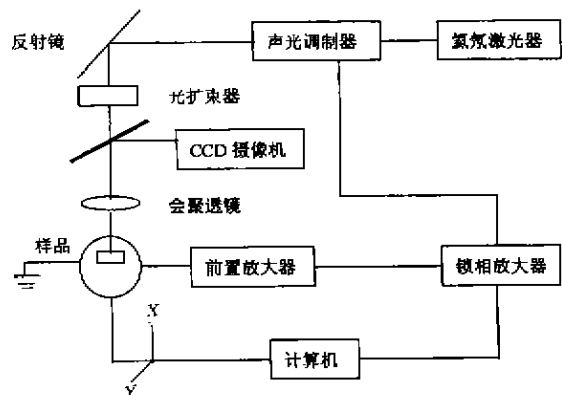 反射镜
声光调制器
氦氖激光器
光扩束器
CCD 摄像机
会聚透镜
样品
前置放大器
锁相放大器
X
计算机
Y